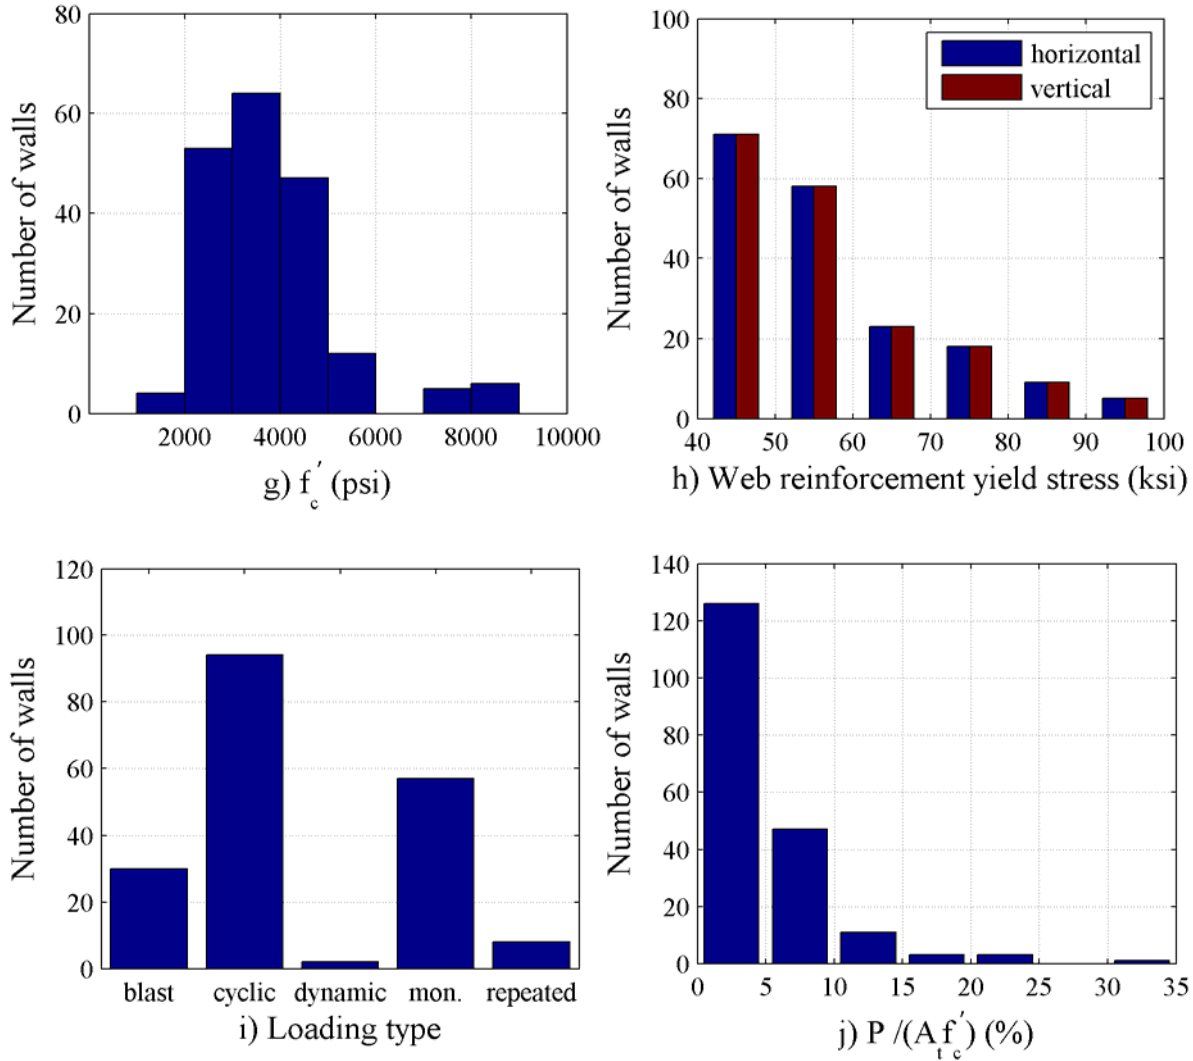 80
60
40
20
0
2000 4000 6000 8000 10000
Number of walls
g) f'c (psi)
100
80
60
40
20
0
40 50 60 70 80 90 100
Number of walls
horizontal
vertical
h) Web reinforcement yield stress (ksi)
120
100
80
60
40
20
0
blast cyclic dynamic mon. repeated
Number of walls
i) Loading type
140
120
100
80
60
40
20
0
0 5 10 15 20 25 30 35
Number of walls
j) P /(Atf'c) (%)